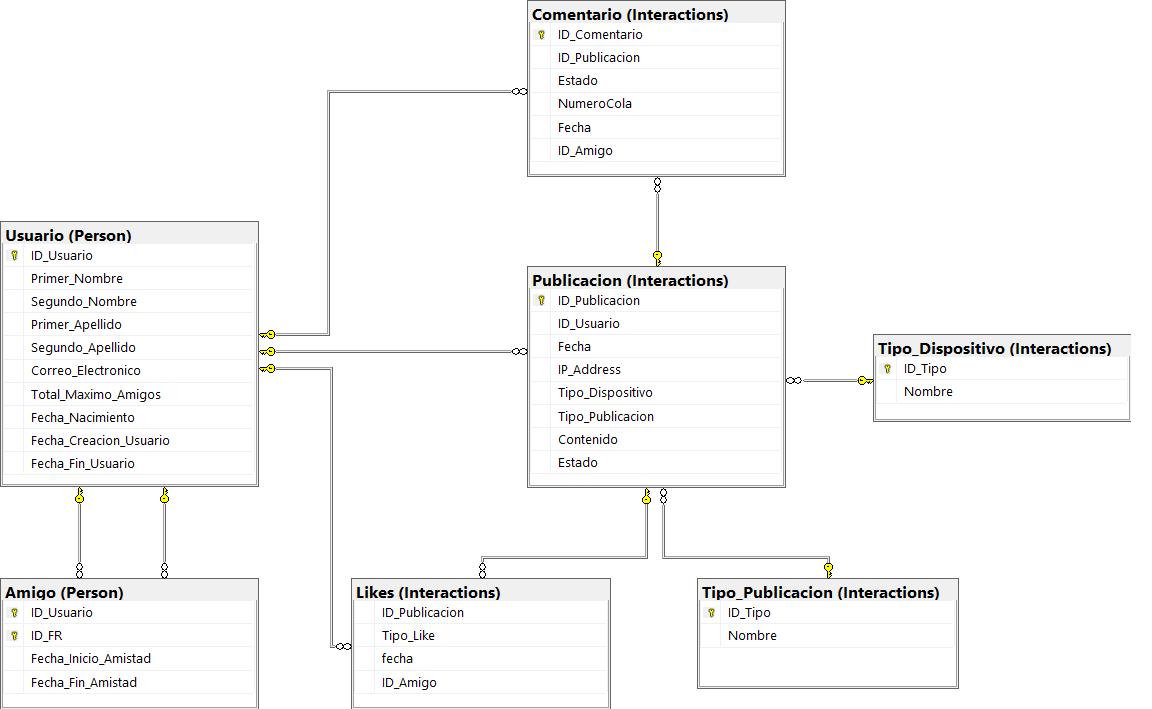 Comentario (Interactions)
ID_Comentario
ID_Publicacion
Estado
NumeroCola
Fecha
ID_Amigo
Usuario (Person)
ID_Usuario
Primer_Nombre
Segundo_Nombre
Primer_Apellido
Segundo_Apellido
Correo_Electronico
Total_Maximo_Amigos
Fecha_Nacimiento
Fecha_Creacion_Usuario
Fecha_Fin_Usuario
Publicacion (Interactions)
ID_Publicacion
ID_Usuario
Fecha
IP_Address
Tipo_Dispositivo
Tipo_Publicacion
Contenido
Estado
Tipo_Dispositivo (Interactions)
ID_Tipo
Nombre
Amigo (Person)
ID_Usuario
ID_FR
Fecha_Inicio_Amistad
Fecha_Fin_Amistad
Likes (Interactions)
ID_Publicacion
Tipo_Like
fecha
ID_Amigo
Tipo_Publicacion (Interactions)
ID_Tipo
Nombre